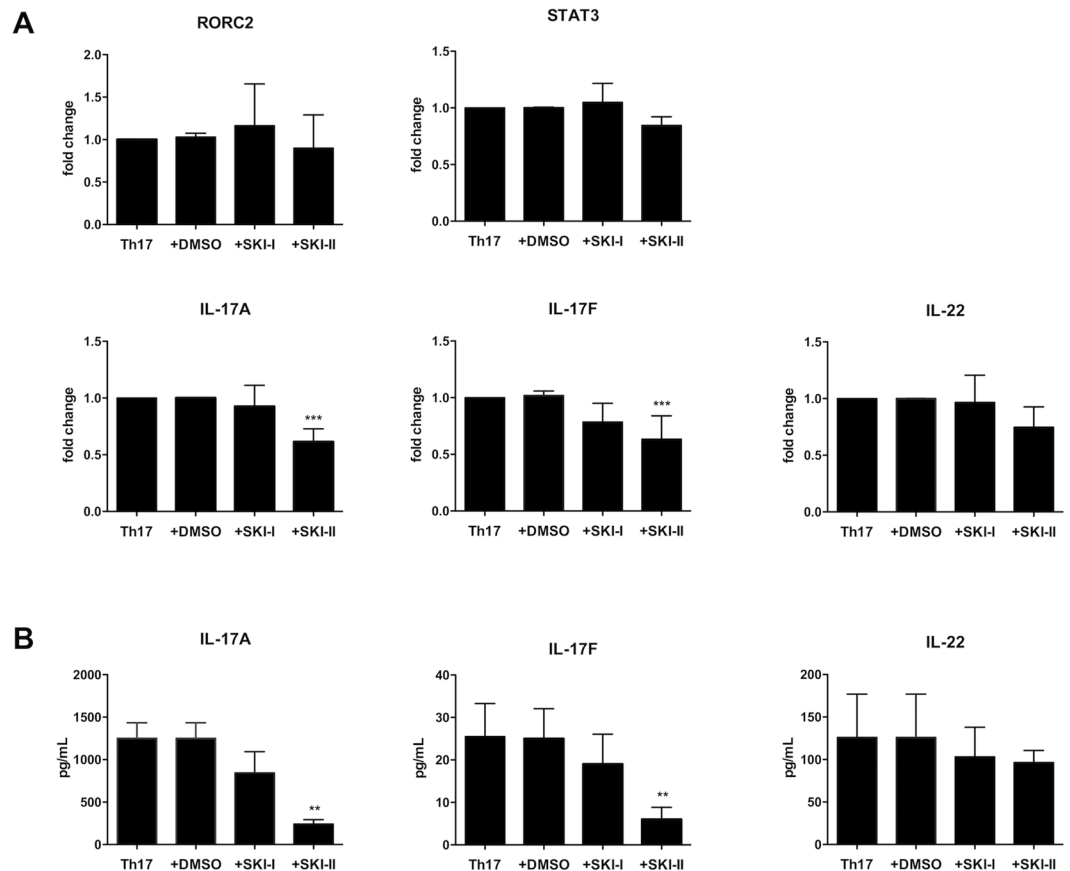 A
RORC2
fold change
2.0
1.5
1.0
0.5
0.0
Th17 +DMSO +SKI-I +SKI-II
STAT3
fold change
1.5
1.0
0.5
0.0
Th17 +DMSO +SKI-I +SKI-II
IL-17A
fold change
1.5
1.0
0.5
0.0
***
Th17 +DMSO +SKI-I +SKI-II
IL-17F
fold change
1.5
1.0
0.5
0.0
***
Th17 +DMSO +SKI-I +SKI-II
IL-22
fold change
1.5
1.0
0.5
0.0
Th17 +DMSO +SKI-I +SKI-II
B
IL-17A
pg/mL
2000
1500
1000
500
0
**
Th17 +DMSO +SKI-I +SKI-II
IL-17F
pg/mL
40
30
20
10
0
**
Th17 +DMSO +SKI-I +SKI-II
IL-22
pg/mL
200
150
100
50
0
Th17 +DMSO +SKI-I +SKI-II